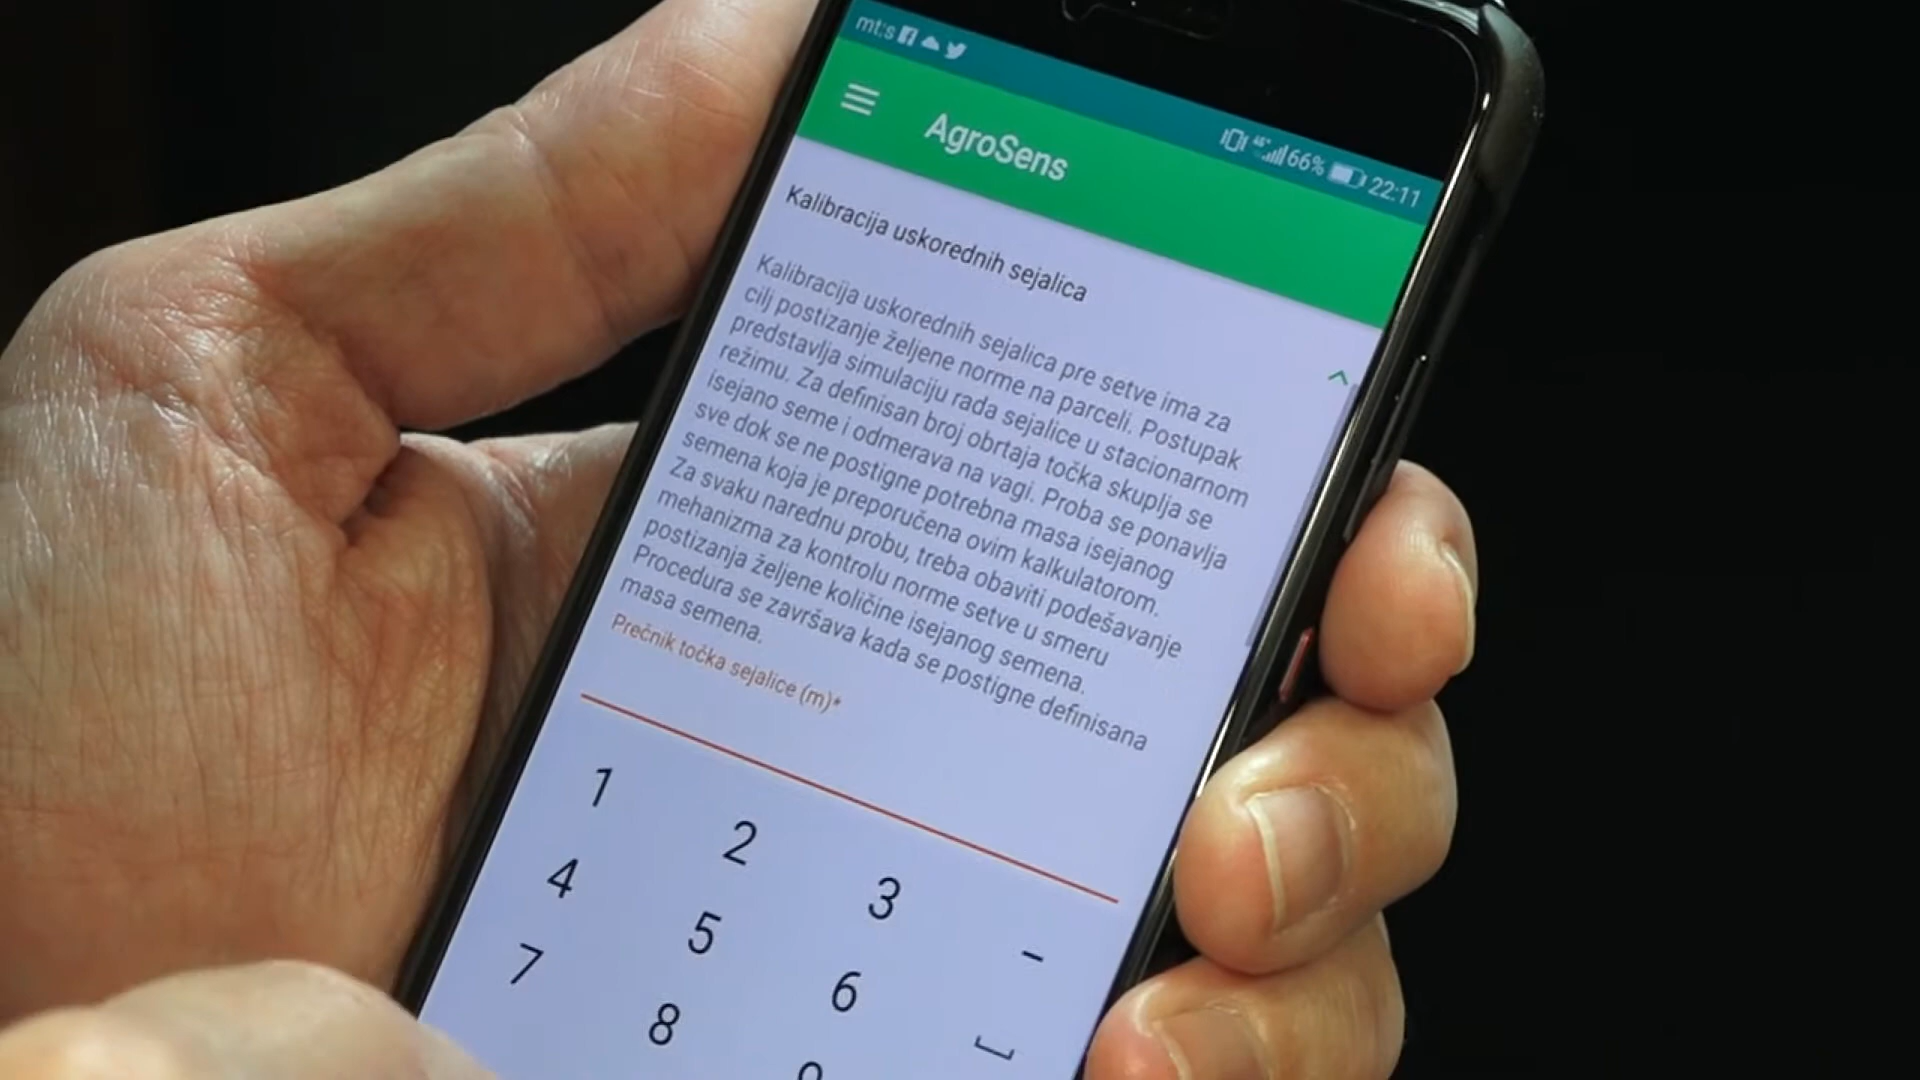 mt:s
4G 66% 22:11
AgroSens
Kalibracija uskorednih sejalica
Kalibracija uskorednih sejalica pre setve ima za
cilj postizanje željene norme na parceli. Postupak
predstavlja simulaciju rada sejalice u stacionarnom
režimu. Za definisan broj obrtaja točka skuplja se
isejano seme i odmerava na vagi. Proba se ponavlja
sve dok se ne postigne potrebna masa isejanog
semena koja je preporučena ovim kalkulatorom.
Za svaku narednu probu, treba obaviti podešavanje
mehanizma za kontrolu norme setve u smeru
postizanja željene količine isejanog semena.
Procedura se završava kada se postigne definisana
masa semena.
Prečnik točka sejalice (m)*
1 2 3 -
4 5 6
7 8 9